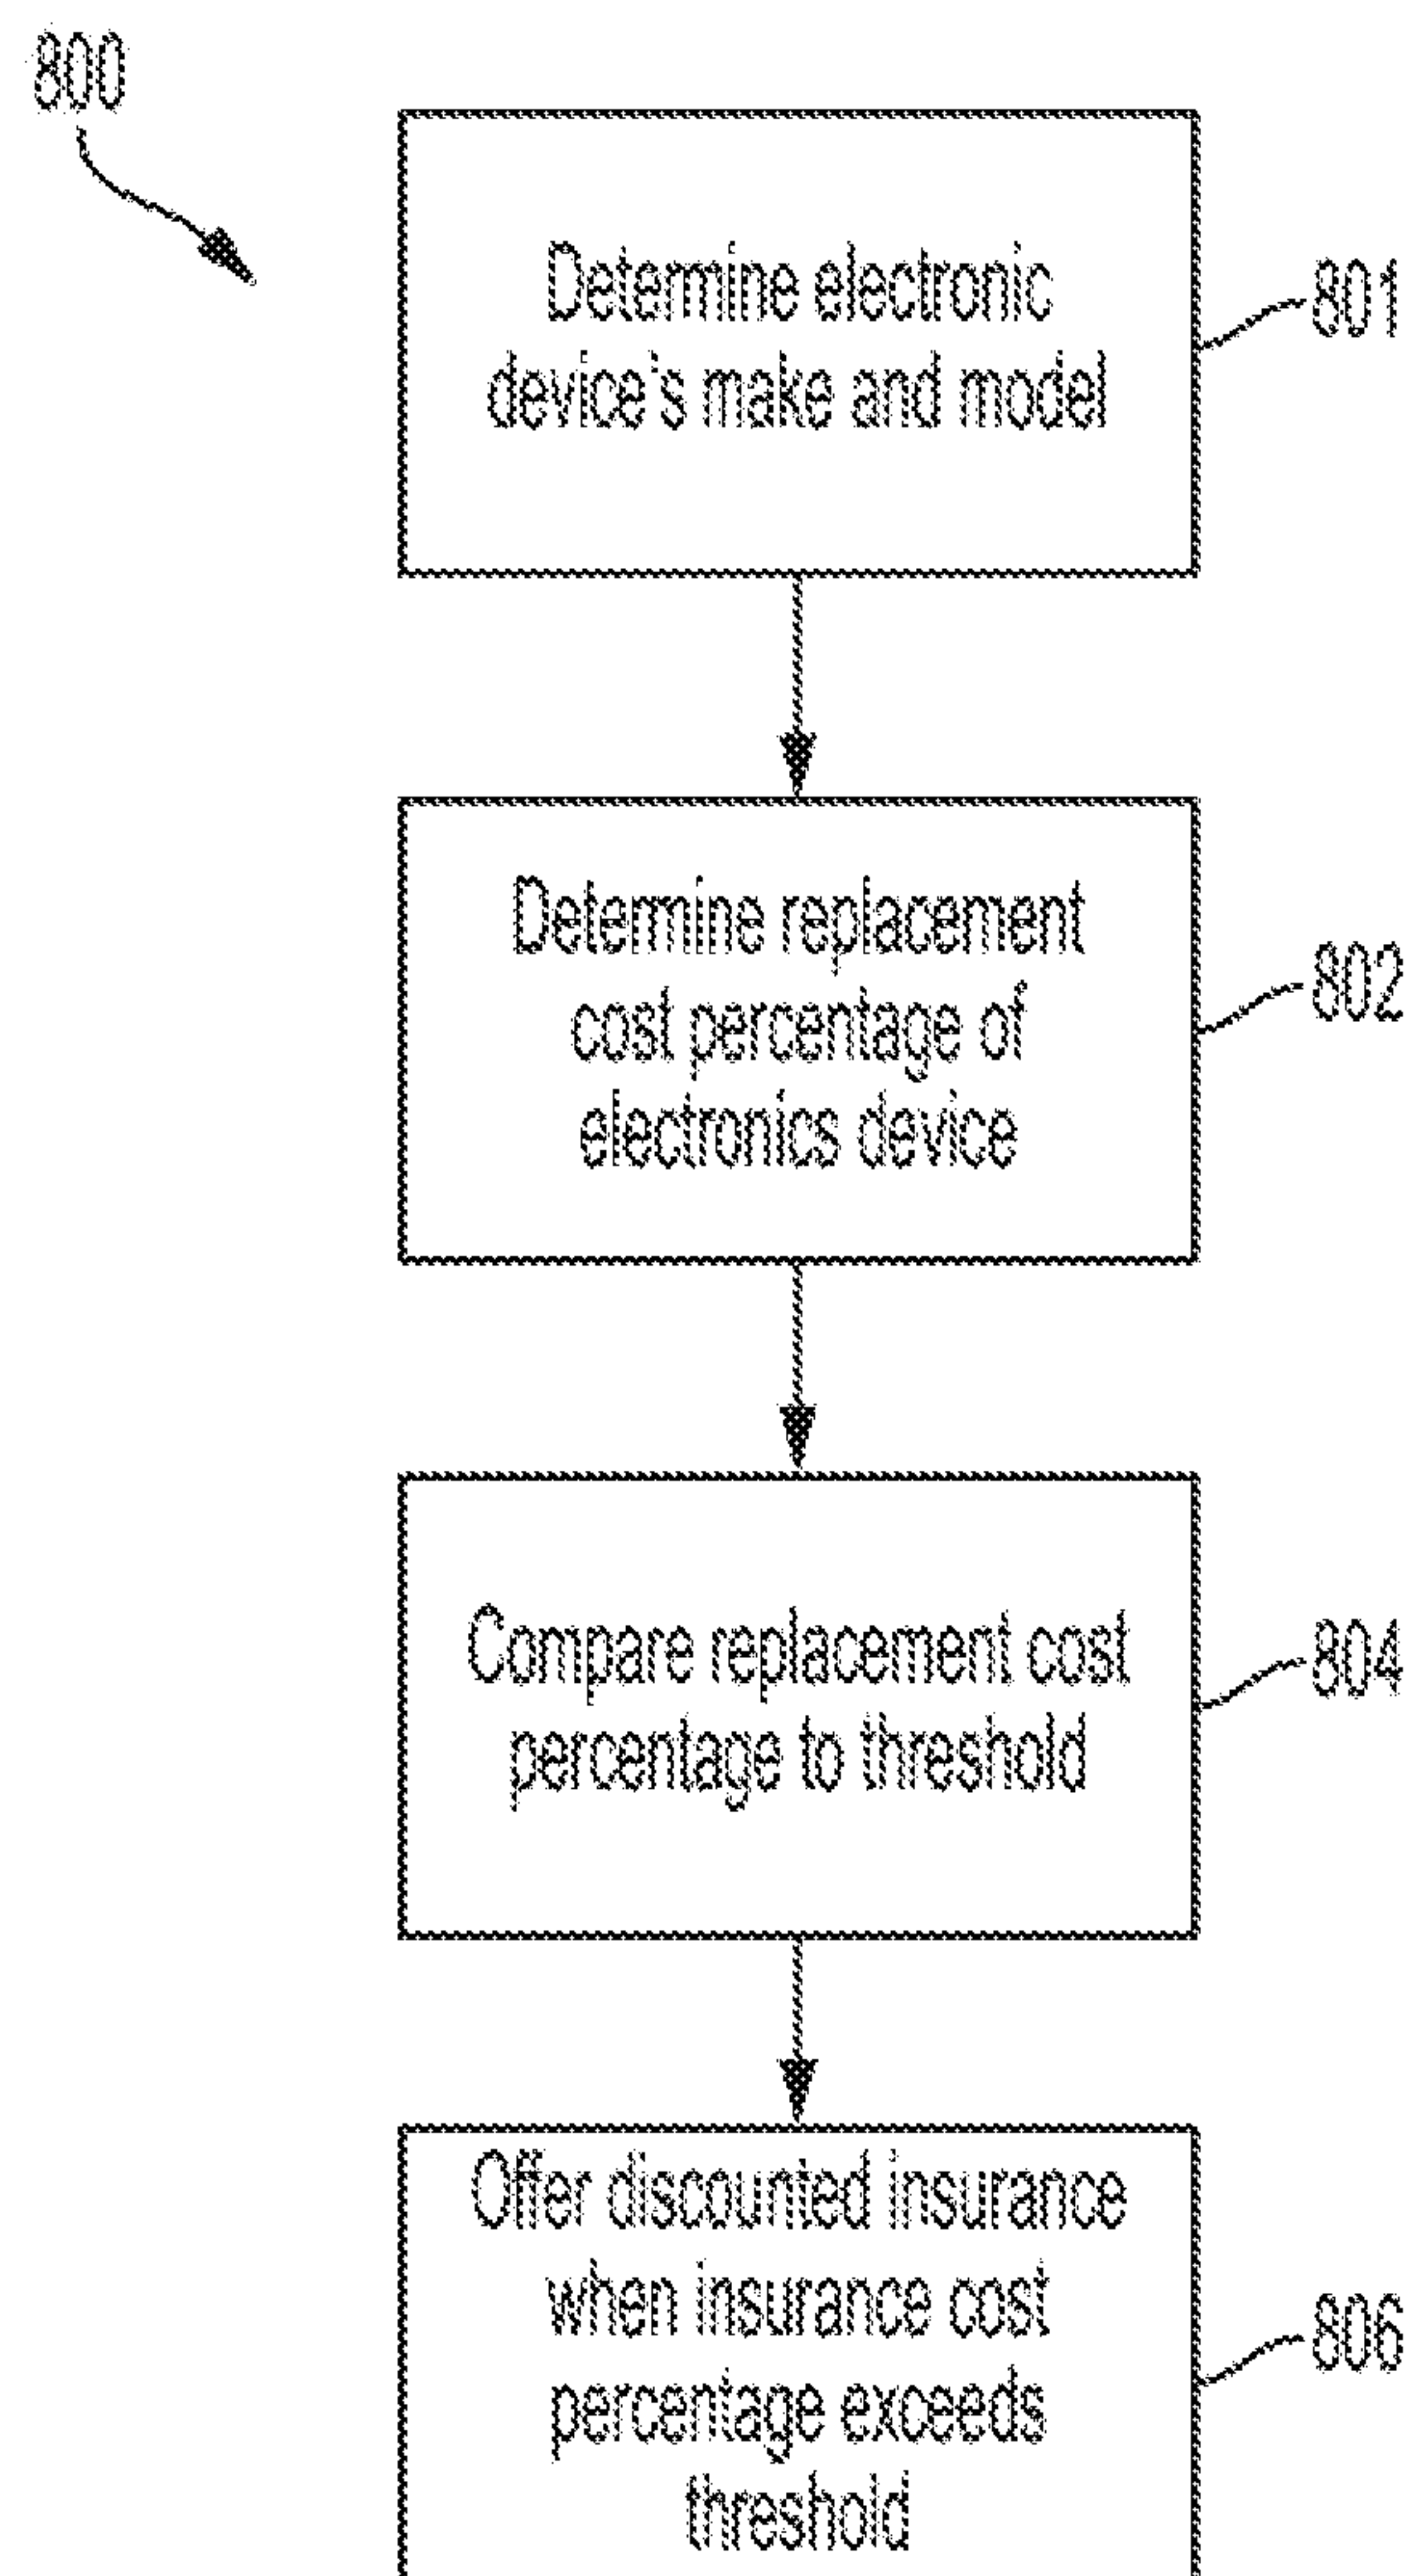 800
Determine electronic
device's make and model
801
Determine replacement
cost percentage of
electronics device
802
Compare replacement cost
percentage to threshold
804
Offer discounted insurance
when insurance cost
percentage exceeds
threshold
806